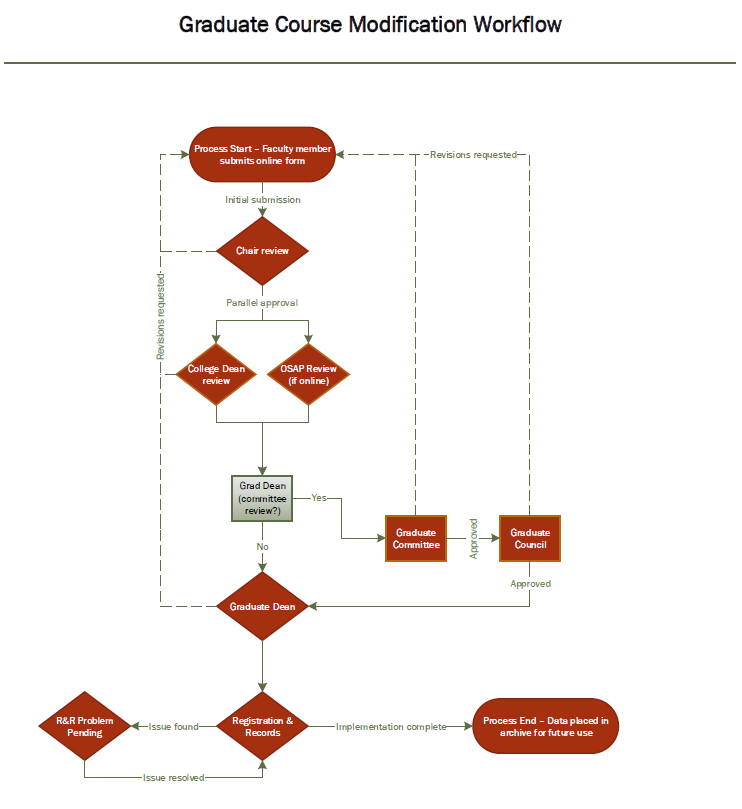 Graduate Course Modification Workflow
Process Start – Faculty member
submits online form
Revisions requested
Initial submission
Chair review
Revisions requested
Parallel approval
College Dean
review
OSAP Review
(if online)
Grad Dean
(committee
review?)
Yes
Graduate
Committee
Approved
Graduate
Council
No
Approved
Graduate Dean
R&R Problem
Pending
Issue found
Registration &
Records
Implementation complete
Process End – Data placed in
archive for future use
Issue resolved